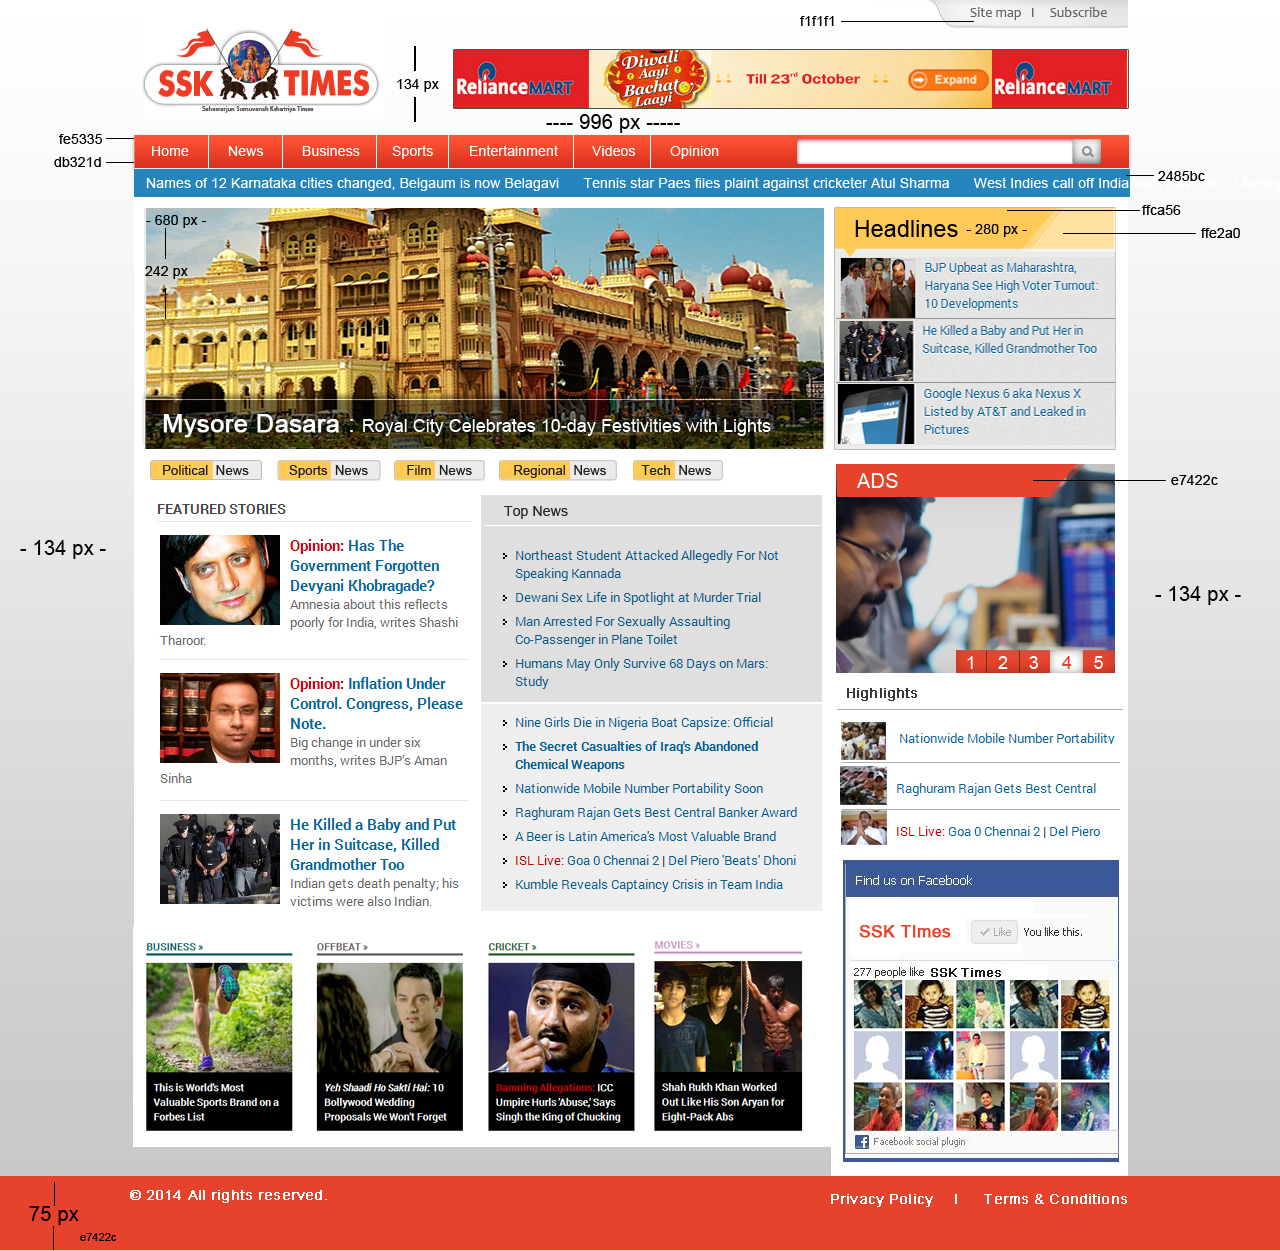 f1f1f1
Site map I Subscribe
SSK TIMES
Sahasrarjun Somuvansh Kshatriya Times
134 px
RelianceMART
Diwali
Aayi
Bachat
Laayi
Till 23rd October
Expand
RelianceMART
---- 996 px -----
fe5335
db321d
Home News Business Sports Entertainment Videos Opinion
Names of 12 Karnataka cities changed, Belgaum is now Belagavi Tennis star Paes files plaint against cricketer Atul Sharma West Indies call off India
2485bc
ffca56
ffe2a0
- 680 px -
242 px
Mysore Dasara : Royal City Celebrates 10-day Festivities with Lights
Headlines - 280 px -
BJP Upbeat as Maharashtra,
Haryana See High Voter Turnout:
10 Developments
He Killed a Baby and Put Her in
Suitcase, Killed Grandmother Too
Google Nexus 6 aka Nexus X
Listed by AT&T and Leaked in
Pictures
Political News Sports News Film News Regional News Tech News
ADS
e7422c
1 2 3 4 5
- 134 px -
- 134 px -
FEATURED STORIES
Opinion: Has The
Government Forgotten
Devyani Khobragade?
Amnesia about this reflects
poorly for India, writes Shashi
Tharoor.
Opinion: Inflation Under
Control. Congress, Please
Note.
Big change in under six
months, writes BJP's Aman
Sinha
He Killed a Baby and Put
Her in Suitcase, Killed
Grandmother Too
Indian gets death penalty; his
victims were also Indian.
Top News
Northeast Student Attacked Allegedly For Not
Speaking Kannada
Dewani Sex Life in Spotlight at Murder Trial
Man Arrested For Sexually Assaulting
Co-Passenger in Plane Toilet
Humans May Only Survive 68 Days on Mars:
Study
Nine Girls Die in Nigeria Boat Capsize: Official
The Secret Casualties of Iraq's Abandoned
Chemical Weapons
Nationwide Mobile Number Portability Soon
Raghuram Rajan Gets Best Central Banker Award
A Beer is Latin America's Most Valuable Brand
ISL Live: Goa 0 Chennai 2 | Del Piero 'Beats' Dhoni
Kumble Reveals Captaincy Crisis in Team India
Highlights
Nationwide Mobile Number Portability
Raghuram Rajan Gets Best Central
ISL Live: Goa 0 Chennai 2 | Del Piero
Find us on Facebook
SSK TImes
Like You like this.
277 people like SSK Times
Facebook social plugin
BUSINESS »
This is World's Most
Valuable Sports Brand on a
Forbes List
OFFBEAT »
Yeh Shaadi Ho Sakti Hai: 10
Bollywood Wedding
Proposals We Won't Forget
CRICKET »
Damning Allegations: ICC
Umpire Hurls 'Abuse,' Says
Singh the King of Chucking
MOVIES »
Shah Rukh Khan Worked
Out Like His Son Aryan for
Eight-Pack Abs
© 2014 All rights reserved.
Privacy Policy I Terms & Conditions
75 px
e7422c